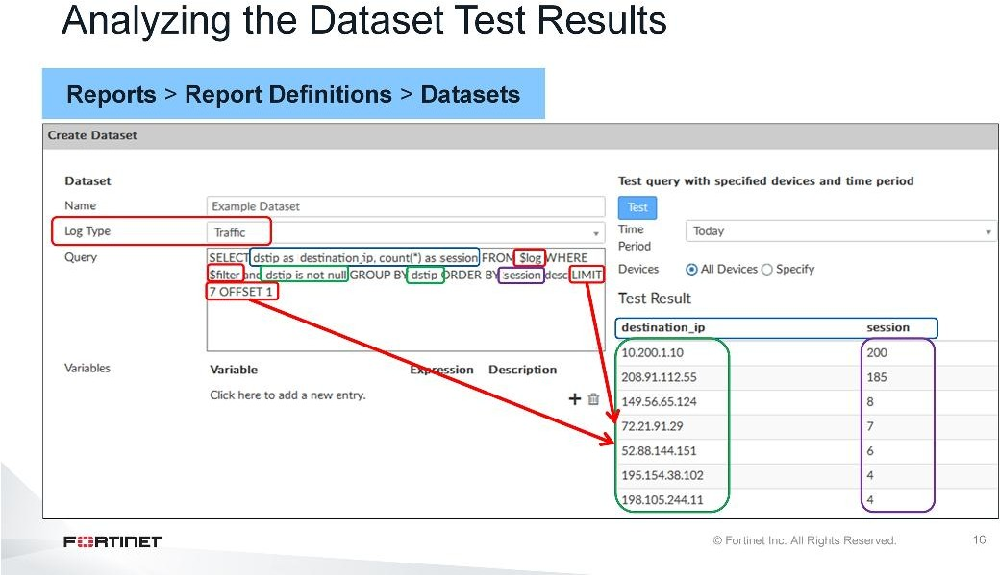 Analyzing the Dataset Test Results
Reports > Report Definitions > Datasets
Create Dataset
Dataset
Name Example Dataset
Log Type Traffic
Query SELECT dstip as destination_ip, count(*) as session FROM $log WHERE
$filter and dstip is not null GROUP BY dstip ORDER BY session desc LIMIT
7 OFFSET 1
Variables Variable Expression Description
Click here to add a new entry.
Test query with specified devices and time period
Test
Time Period Today
Devices All Devices Specify
Test Result
destination_ip session
10.200.1.10 200
208.91.112.55 185
149.56.65.124 8
72.21.91.29 7
52.88.144.151 6
195.154.38.102 4
198.105.244.11 4
FORTINET
© Fortinet Inc. All Rights Reserved. 16